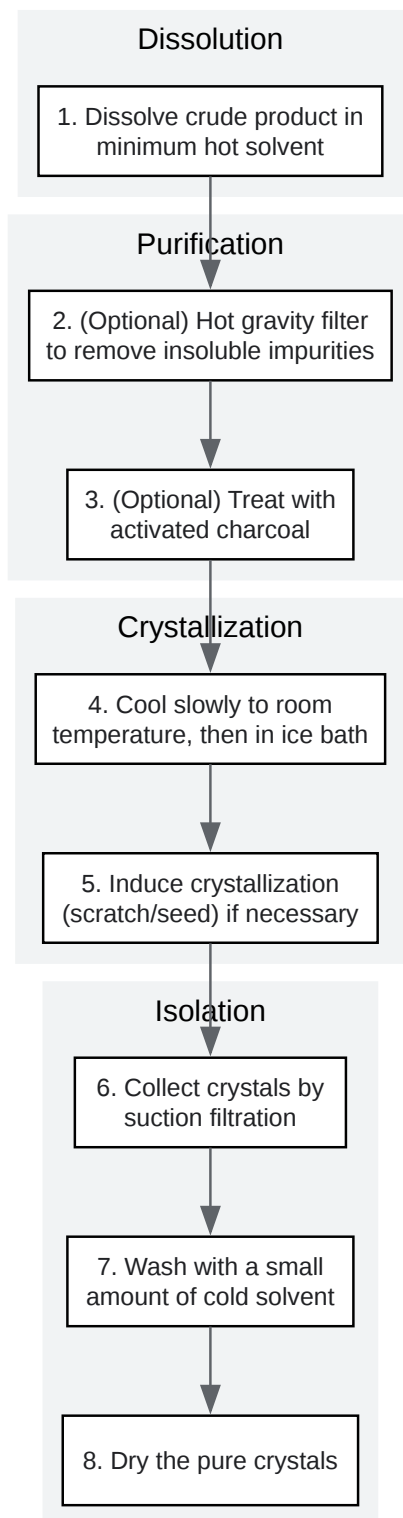 Dissolution
1. Dissolve crude product in
minimum hot solvent
Purification
2. (Optional) Hot gravity filter
to remove insoluble impurities
3. (Optional) Treat with
activated charcoal
Crystallization
4. Cool slowly to room
temperature, then in ice bath
5. Induce crystallization
(scratch/seed) if necessary
Isolation
6. Collect crystals by
suction filtration
7. Wash with a small
amount of cold solvent
8. Dry the pure crystals